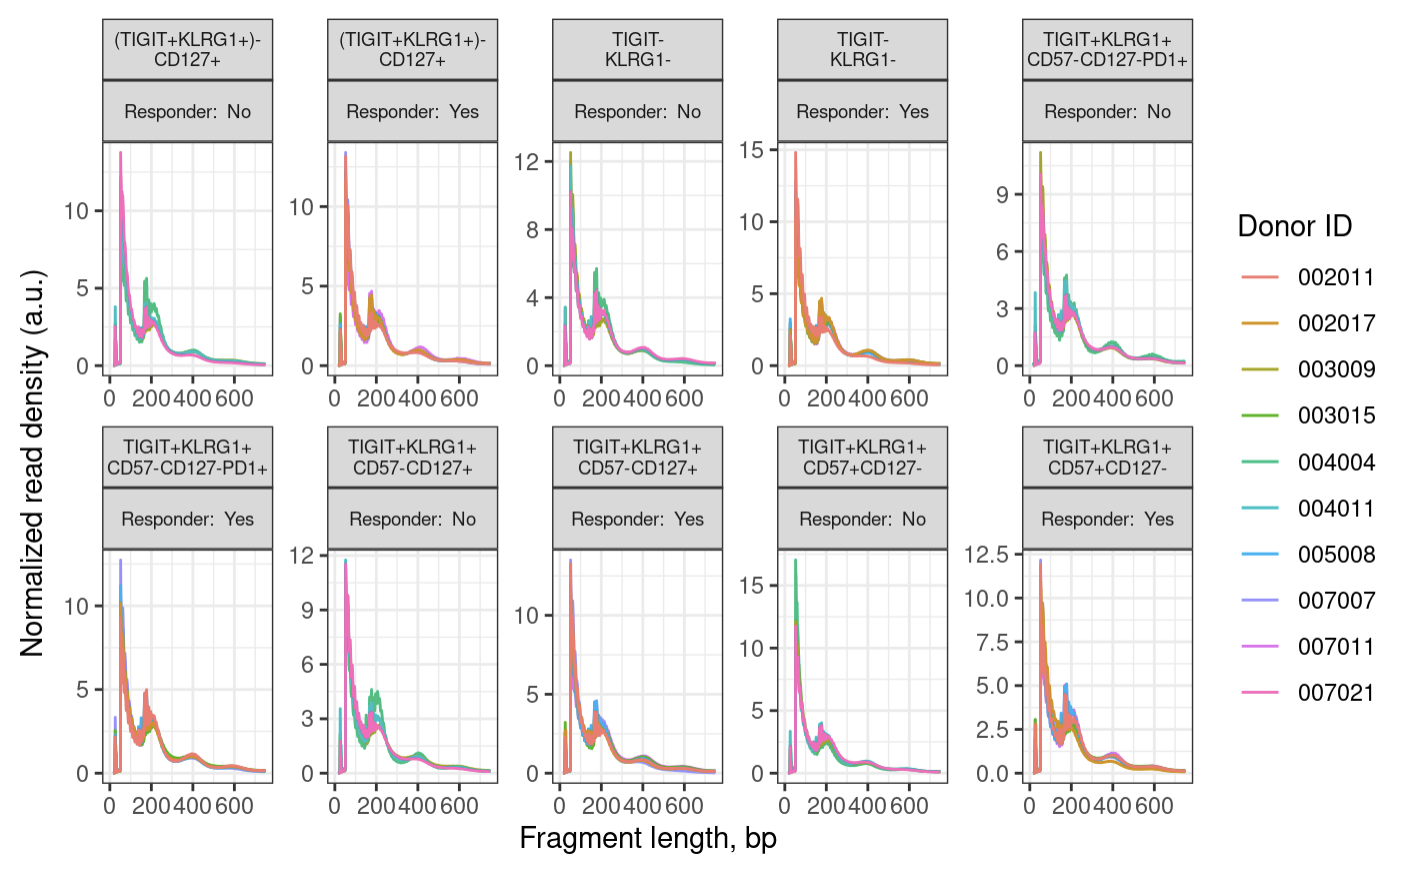 (TIGIT+KLRG1+)-
CD127+
Responder: No
(TIGIT+KLRG1+)-
CD127+
Responder: Yes
TIGIT-
KLRG1-
Responder: No
TIGIT-
KLRG1-
Responder: Yes
TIGIT+KLRG1+
CD57-CD127-PD1+
Responder: No
10
5
0
0 200 400 600
10
5
0
0 200 400 600
12
8
4
0
0 200 400 600
15
10
5
0
0 200 400 600
9
6
3
0
0 200 400 600
TIGIT+KLRG1+
CD57-CD127-PD1+
Responder: Yes
TIGIT+KLRG1+
CD57-CD127+
Responder: No
TIGIT+KLRG1+
CD57-CD127+
Responder: Yes
TIGIT+KLRG1+
CD57+CD127-
Responder: No
TIGIT+KLRG1+
CD57+CD127-
Responder: Yes
10
5
0
0 200 400 600
12
9
6
3
0
0 200 400 600
10
5
0
0 200 400 600
15
10
5
0
0 200 400 600
12.5
10.0
7.5
5.0
2.5
0.0
0 200 400 600
Normalized read density (a.u.)
Fragment length, bp
Donor ID
002011
002017
003009
003015
004004
004011
005008
007007
007011
007021